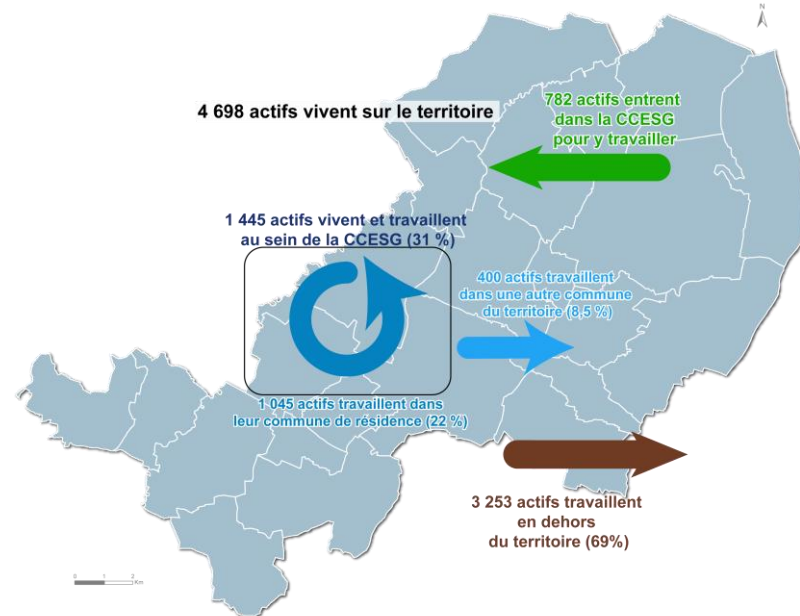 N
4 698 actifs vivent sur le territoire
782 actifs entrent
dans la CCESG
pour y travailler
1 445 actifs vivent et travaillent
au sein de la CCESG (31 %)
400 actifs travaillent
dans une autre commune
du territoire (8,5 %)
1 045 actifs travaillent dans
leur commune de résidence (22 %)
3 253 actifs travaillent
en dehors
du territoire (69%)
0 1 2
Km